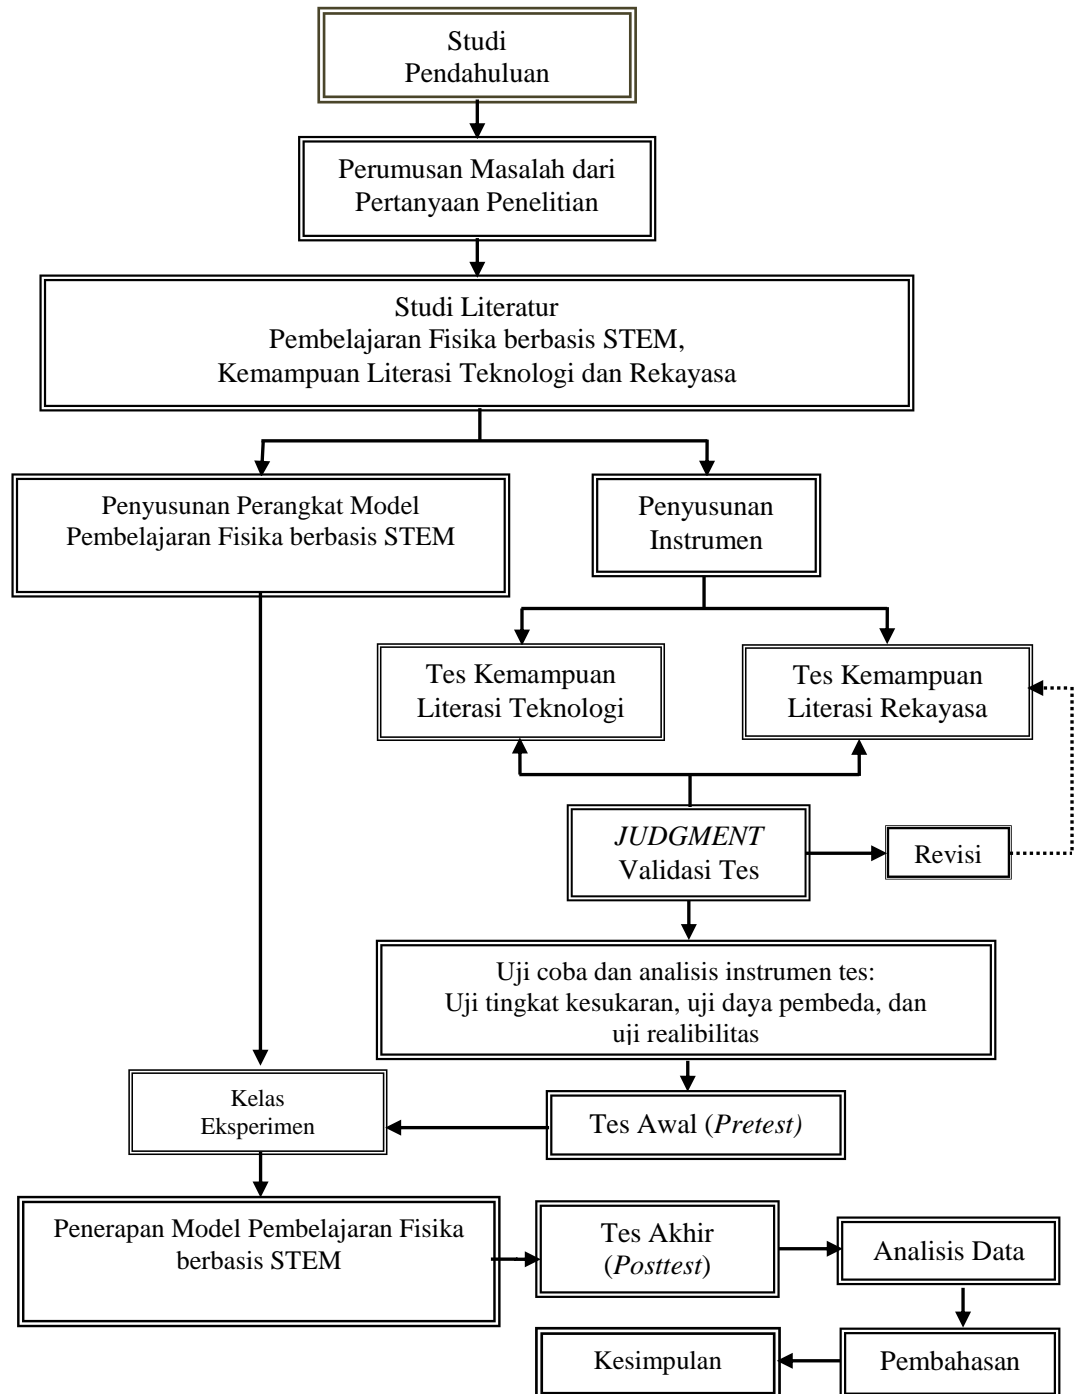 Studi
Pendahuluan
Perumusan Masalah dari
Pertanyaan Penelitian
Studi Literatur
Pembelajaran Fisika berbasis STEM,
Kemampuan Literasi Teknologi dan Rekayasa
Penyusunan Perangkat Model
Pembelajaran Fisika berbasis STEM
Penyusunan
Instrumen
Tes Kemampuan
Literasi Teknologi
Tes Kemampuan
Literasi Rekayasa
JUDGMENT
Validasi Tes
Revisi
Uji coba dan analisis instrumen tes:
Uji tingkat kesukaran, uji daya pembeda, dan
uji realibilitas
Kelas
Eksperimen
Tes Awal (Pretest)
Penerapan Model Pembelajaran Fisika
berbasis STEM
Tes Akhir
(Posttest)
Analisis Data
Kesimpulan
Pembahasan